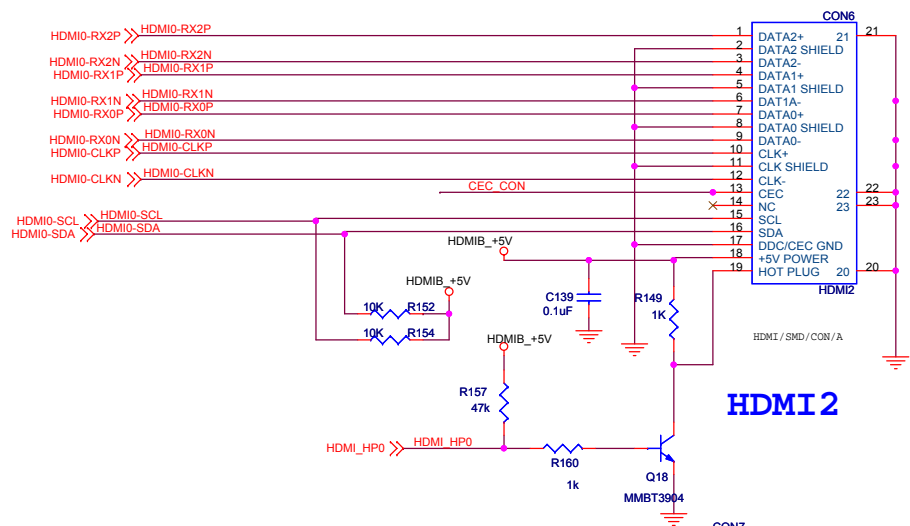 CON6
HDMI0-RX2P HDMI0-RX2P 1 DATA2+ 21 21
2 DATA2 SHIELD
HDMI0-RX2N HDMI0-RX2N 3 DATA2-
HDMI0-RX1P HDMI0-RX1P 4 DATA1+
5 DATA1 SHIELD
HDMI0-RX1N HDMI0-RX1N 6 DAT1A-
HDMI0-RX0P HDMI0-RX0P 7 DATA0+
8 DATA0 SHIELD
HDMI0-RX0N HDMI0-RX0N 9 DATA0-
HDMI0-CLKP HDMI0-CLKP 10 CLK+
11 CLK SHIELD
HDMI0-CLKN HDMI0-CLKN 12 CLK-
CEC_CON 13 CEC 22 22
14 NC 23 23
HDMI0-SCL HDMI0-SCL 15 SCL
HDMI0-SDA HDMI0-SDA 16 SDA
17 DDC/CEC GND
HDMIB_+5V 18 +5V POWER
19 HOT PLUG 20 20
HDMI2
HDMIB_+5V
C139
0.1uF
R149
1K
10K R152
10K R154
HDMI/SMD/CON/A
HDMIB_+5V
R157
47k
HDMI2
HDMI_HP0 HDMI_HP0
R160
1k
Q18
MMBT3904
CON7